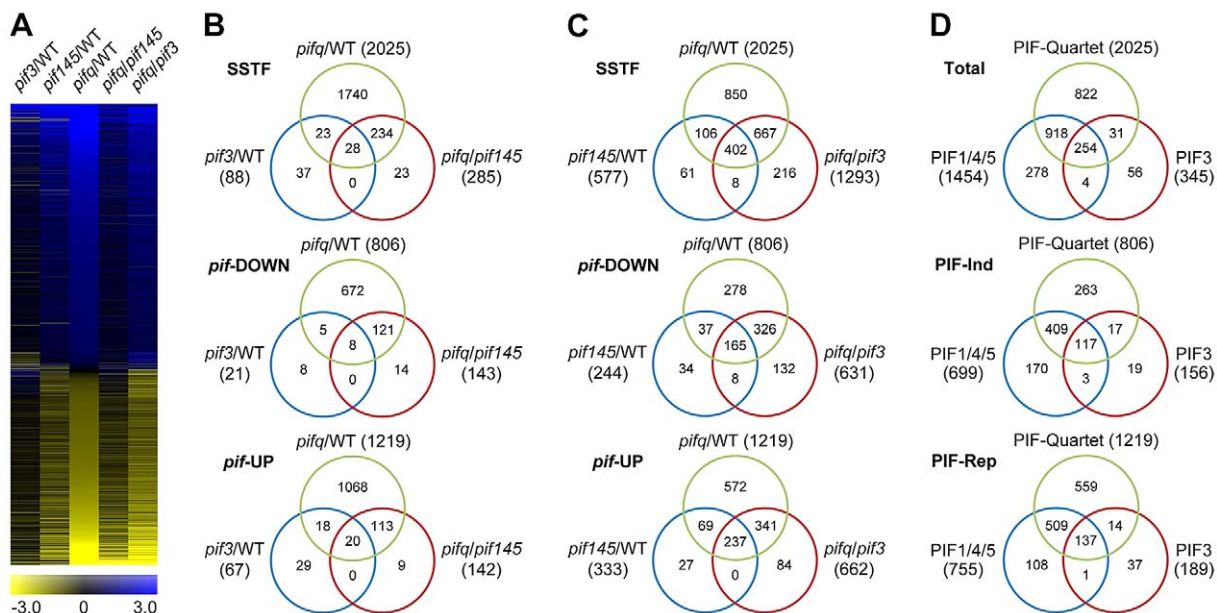 A
pif3/WT
pif145/WT
pifq/WT
pifq/pif145
pifq/pif3
-3.0 0 3.0
B
pifq/WT (2025)
SSTF
1740
23 234
28
pif3/WT
(88)
37 0 23
pifq/pif145
(285)
pifq/WT (806)
pif-DOWN
672
5 121
8
pif3/WT
(21)
8 0 14
pifq/pif145
(143)
pifq/WT (1219)
pif-UP
1068
18 113
20
pif3/WT
(67)
29 0 9
pifq/pif145
(142)
C
pifq/WT (2025)
SSTF
850
106 667
402
pif145/WT
(577)
61 8 216
pifq/pif3
(1293)
pifq/WT (806)
pif-DOWN
278
37 326
165
pif145/WT
(244)
34 8 132
pifq/pif3
(631)
pifq/WT (1219)
pif-UP
572
69 341
237
pif145/WT
(333)
27 0 84
pifq/pif3
(662)
D
PIF-Quartet (2025)
Total
822
918 31
254
PIF1/4/5
(1454)
278 4 56
PIF3
(345)
PIF-Quartet (806)
PIF-Ind
263
409 17
117
PIF1/4/5
(699)
170 3 19
PIF3
(156)
PIF-Quartet (1219)
PIF-Rep
559
509 14
137
PIF1/4/5
(755)
108 1 37
PIF3
(189)